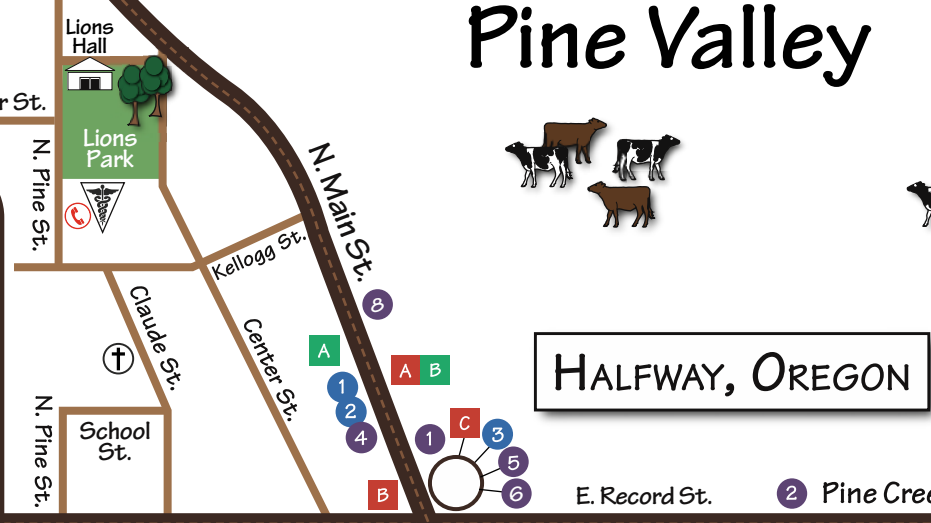 Pine Valley
Lions
Hall
r St.
Lions
Park
N. Pine St.
N. Main St.
Kellogg St.
8
Claude St.
Center St.
A
A B
HALFWAY, OREGON
1
2
4
N. Pine St.
School
St.
1
C
3
5
6
B
E. Record St.
2 Pine Cree